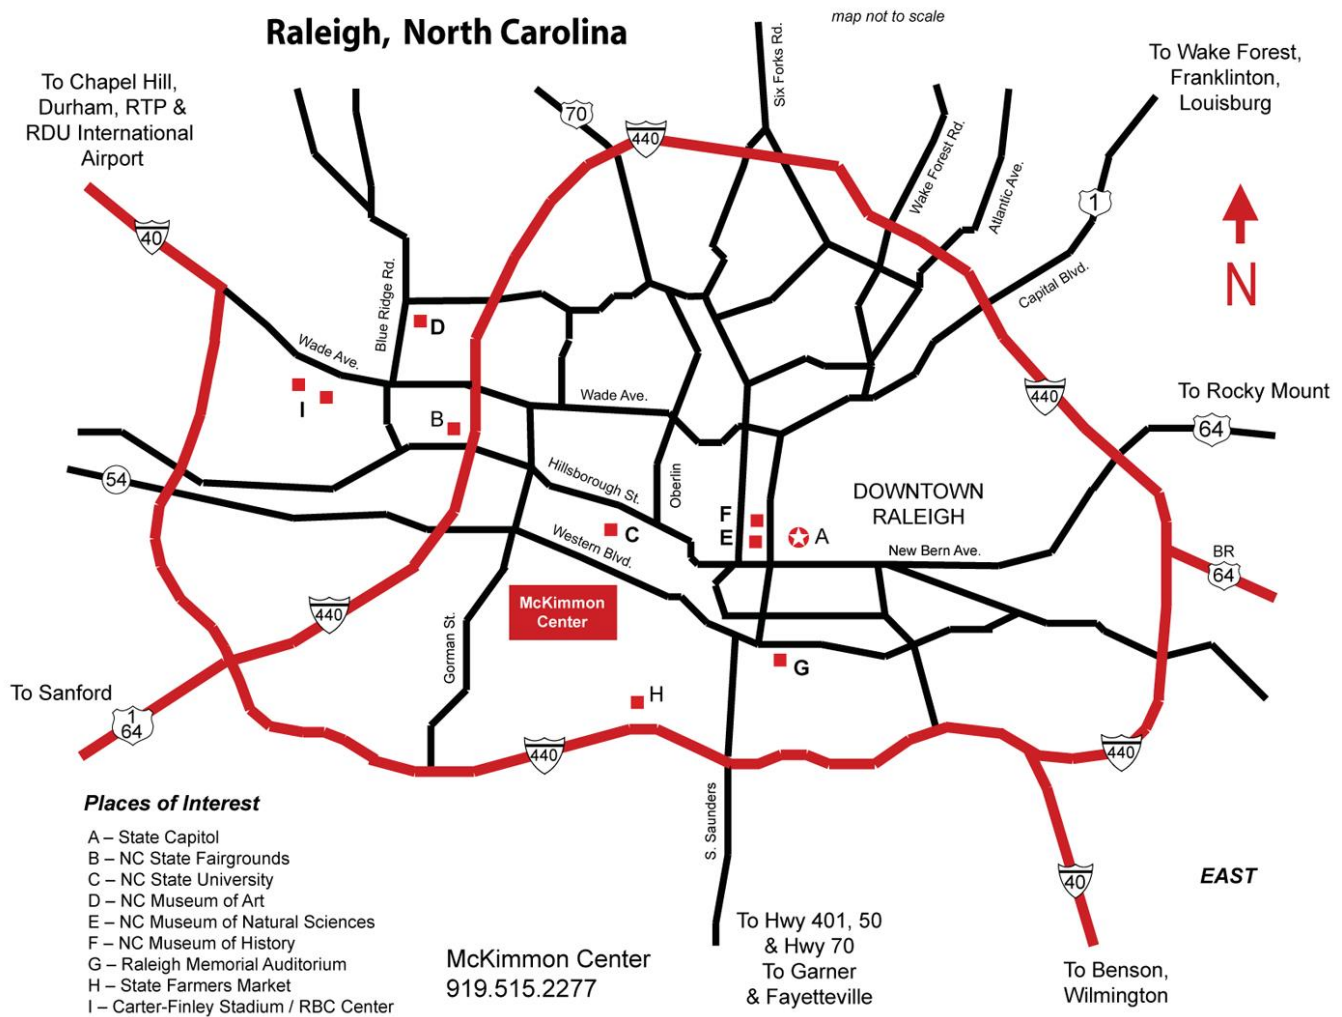 Raleigh, North Carolina
map not to scale
To Chapel Hill,
Durham, RTP &
RDU International
Airport
To Wake Forest,
Franklinton,
Louisburg
Six Forks Rd.
70
440
Wake Forest Rd.
Atlantic Ave.
1
40
Capital Blvd.
N
Blue Ridge Rd.
D
Wade Ave.
I
B
Wade Ave.
440
To Rocky Mount
64
54
Hillsborough St.
Oberlin
C
Western Blvd.
F
E
A
DOWNTOWN
RALEIGH
New Bern Ave.
BR
64
McKimmon
Center
440
Gorman St.
G
H
To Sanford
1
64
440
440
S. Saunders
40
EAST
Places of Interest
A – State Capitol
B – NC State Fairgrounds
C – NC State University
D – NC Museum of Art
E – NC Museum of Natural Sciences
F – NC Museum of History
G – Raleigh Memorial Auditorium
H – State Farmers Market
I – Carter-Finley Stadium / RBC Center
McKimmon Center
919.515.2277
To Hwy 401, 50
& Hwy 70
To Garner
& Fayetteville
To Benson,
Wilmington